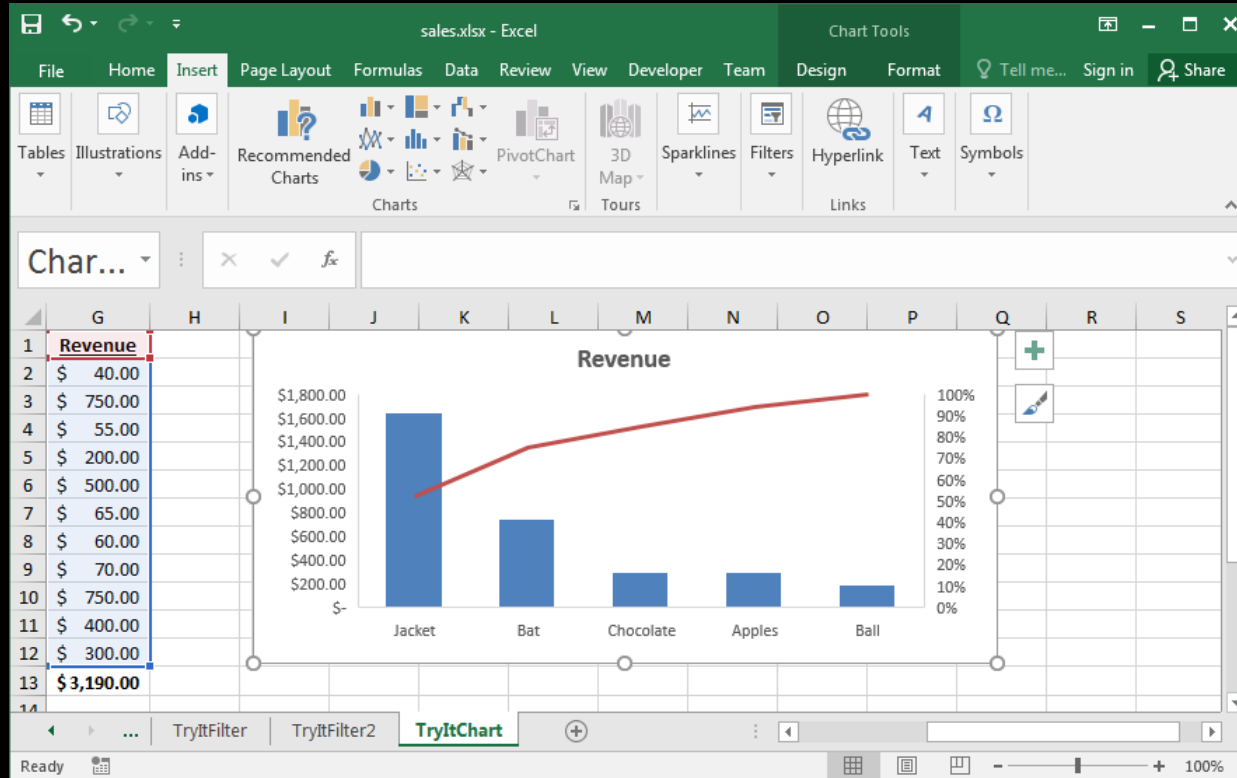 sales.xlsx - Excel
Chart Tools
File Home Insert Page Layout Formulas Data Review View Developer Team Design Format Tell me... Sign in Share
Tables Illustrations Add-ins Recommended Charts PivotChart 3D Map Sparklines Filters Hyperlink Text Symbols
Charts Tours Links
Char... fx
G H I J K L M N O P Q R S
1 Revenue
2 $ 40.00
3 $ 750.00
4 $ 55.00
5 $ 200.00
6 $ 500.00
7 $ 65.00
8 $ 60.00
9 $ 70.00
10 $ 750.00
11 $ 400.00
12 $ 300.00
13 $3,190.00
14
Revenue
$1,800.00
$1,600.00
$1,400.00
$1,200.00
$1,000.00
$800.00
$600.00
$400.00
$200.00
$-
100%
90%
80%
70%
60%
50%
40%
30%
20%
10%
0%
Jacket Bat Chocolate Apples Ball
... TryItFilter TryItFilter2 TryItChart
Ready 100%